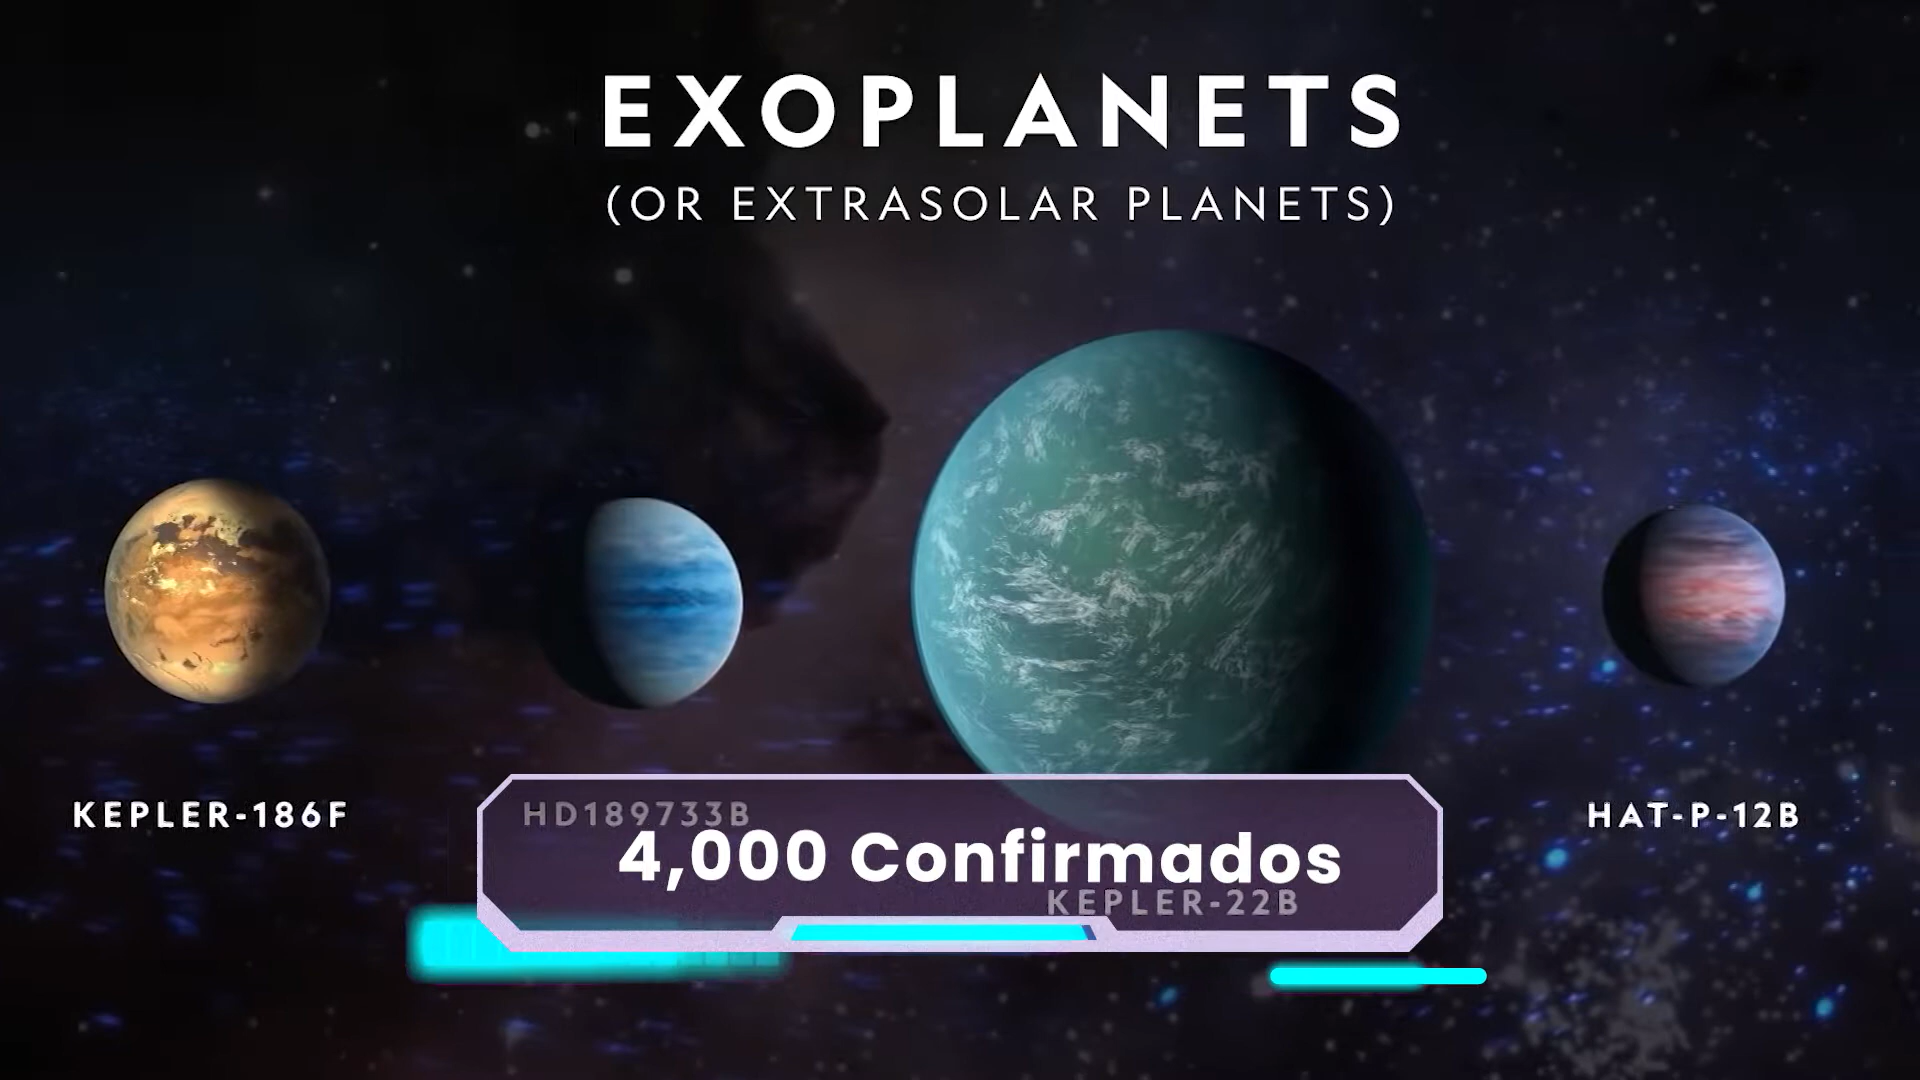 EXOPLANETS
(OR EXTRASOLAR PLANETS)
KEPLER-186F
HD189733B
HAT-P-12B
4,000 Confirmados
KEPLER-22B